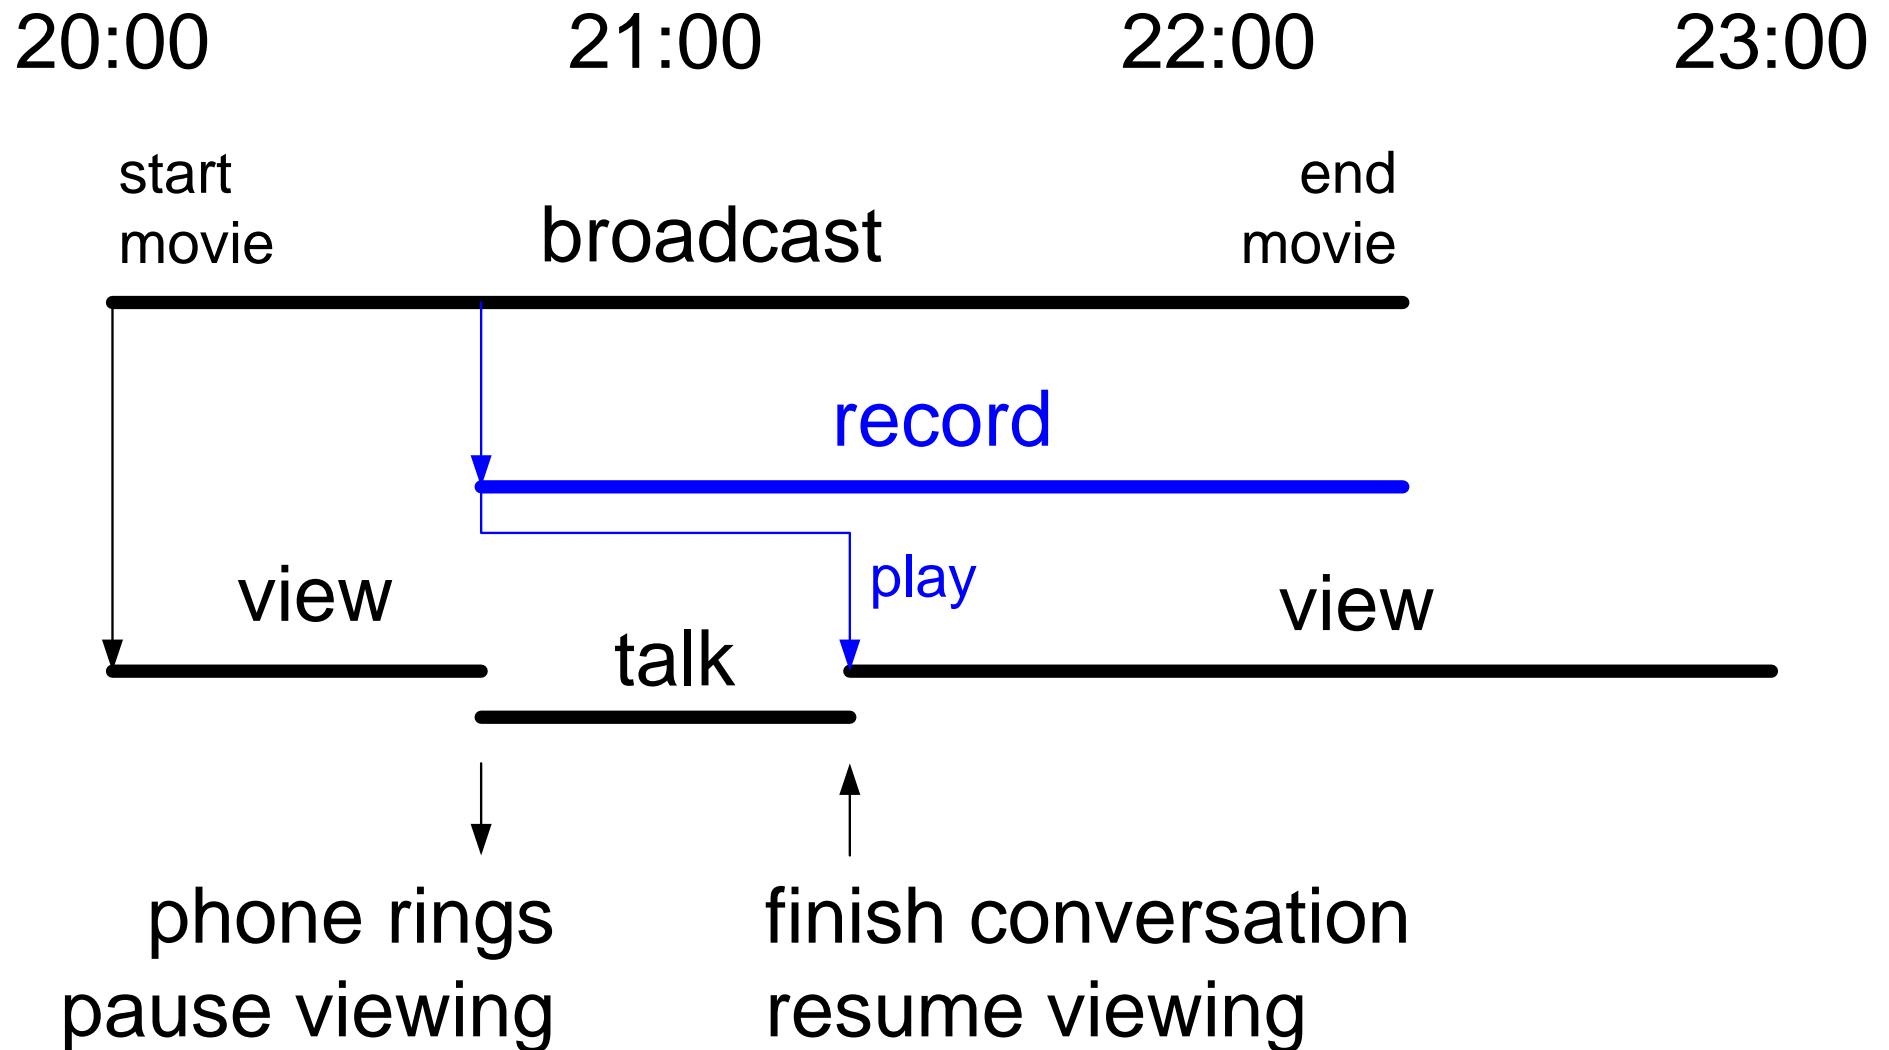 20:00 21:00 22:00 23:00
start
movie
broadcast
end
movie
record
play
view
view
talk
phone rings
pause viewing
finish conversation
resume viewing